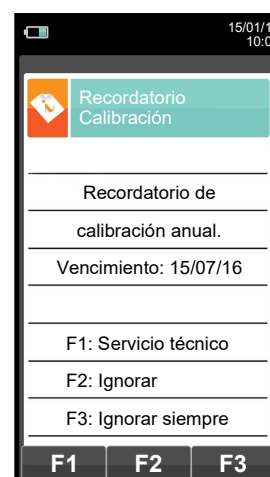 15/01/1
10:0
Recordatorio
Calibración
Recordatorio de
calibración anual.
Vencimiento: 15/07/16
F1: Servicio técnico
F2: Ignorar
F3: Ignorar siempre
F1 F2 F3